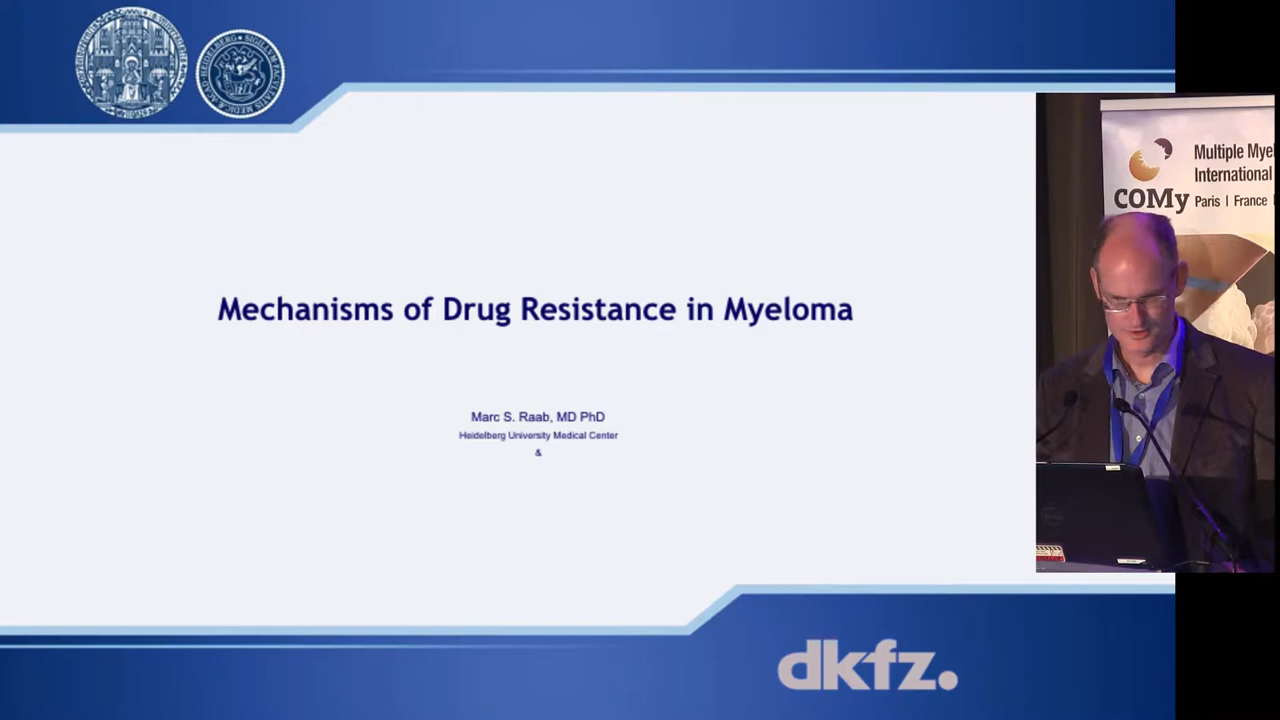 Mechanisms of Drug Resistance in Myeloma
Marc S. Raab, MD PhD
Heidelberg University Medical Center
&
dkfz.
Multiple Mye
International
COMy
Paris | France